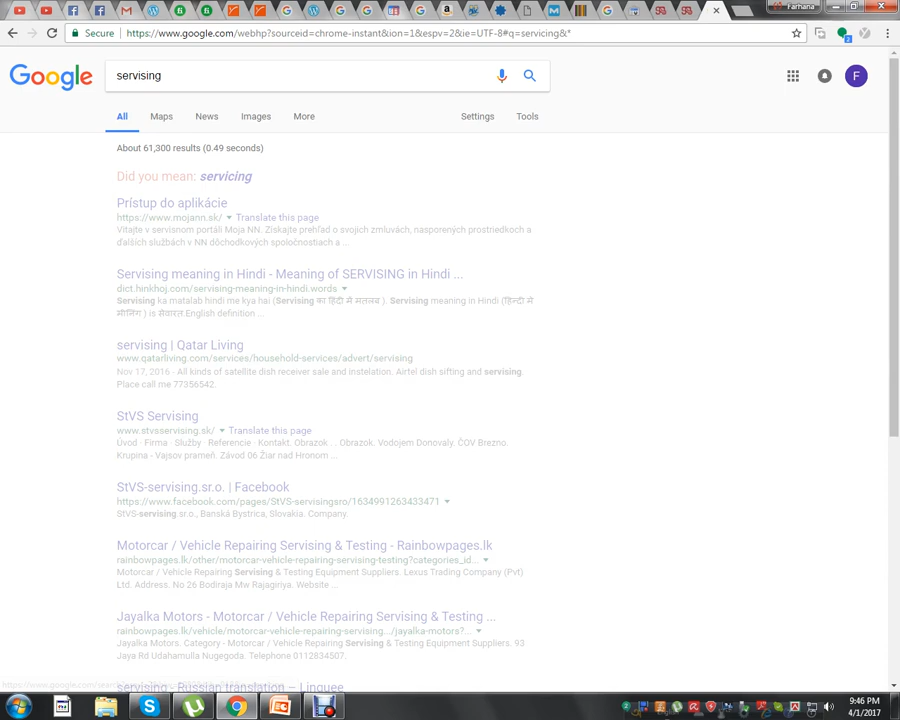 Farhana
Secure
https://www.google.com/webhp?sourceid=chrome-instant&ion=1&espv=2&ie=UTF-8#q=servicing&*
Google
servising
F
All Maps News Images More Settings Tools
About 61,300 results (0.49 seconds)
Did you mean: servicing
Prístup do aplikácie
https://www.mojann.sk/ Translate this page
Vitajte v servisnom portáli Moja NN. Získajte prehľad o svojich zmluvách, nasporených prostriedkoch a
ďalších službách v NN dôchodkových spoločnostiach a ...
Servising meaning in Hindi - Meaning of SERVISING in Hindi ...
dict.hinkhoj.com/servising-meaning-in-hindi.words
Servising ka matalab hindi me kya hai (Servising का हिंदी में मतलब ). Servising meaning in Hindi (हिन्दी में
मीनिंग ) is सेवारत.English definition ...
servising | Qatar Living
www.qatarliving.com/services/household-services/advert/servising
Nov 17, 2016 - All kinds of satellite dish receiver sale and instelation. Airtel dish sifting and servising.
Place call me 77356542.
StVS Servising
www.stvsservising.sk/ Translate this page
Úvod · Firma · Služby · Referencie · Kontakt. Obrazok . . Obrazok. Vodojem Donovaly. ČOV Brezno.
Krupina - Vajsov prameň. Závod 06 Žiar nad Hronom ...
StVS-servising.sr.o. | Facebook
https://www.facebook.com/pages/StVS-servisingsro/1634991263433471
StVS-servising.sr.o., Banská Bystrica, Slovakia. Company.
Motorcar / Vehicle Repairing Servising & Testing - Rainbowpages.lk
rainbowpages.lk/other/motorcar-vehicle-repairing-servising-testing?categories_id...
Motorcar / Vehicle Repairing Servising & Testing Equipment Suppliers. Lexus Trading Company (Pvt)
Ltd. Address. No 26 Bodiraja Mw Rajagiriya. Website ...
Jayalka Motors - Motorcar / Vehicle Repairing Servising & Testing ...
rainbowpages.lk/vehicle/motorcar-vehicle-repairing-servising.../jayalka-motors?...
Jayalka Motors. Category - Motorcar / Vehicle Repairing Servising & Testing Equipment Suppliers. 93
Jaya Rd Udahamulla Nugegoda. Telephone 0112834507.
servising - Russian translation – Linguee
9:46 PM
4/1/2017